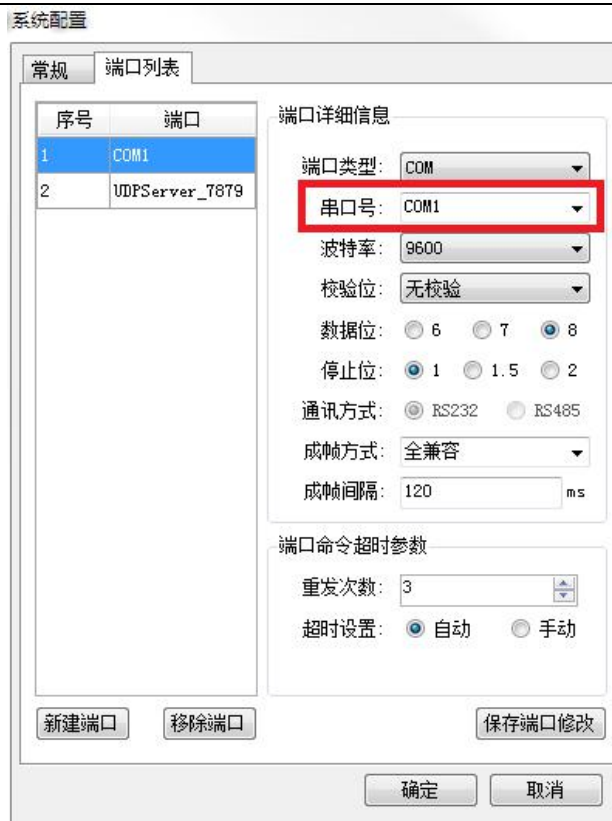 系统配置
常规 端口列表
序号 端口
1 COM1
2 UDPServer_7879
端口详细信息
端口类型: COM
串口号: COM1
波特率: 9600
校验位: 无校验
数据位: 6 7 8
停止位: 1 1.5 2
通讯方式: RS232 RS485
成帧方式: 全兼容
成帧间隔: 120 ms
端口命令超时参数
重发次数: 3
超时设置: 自动 手动
新建端口 移除端口 保存端口修改
确定 取消